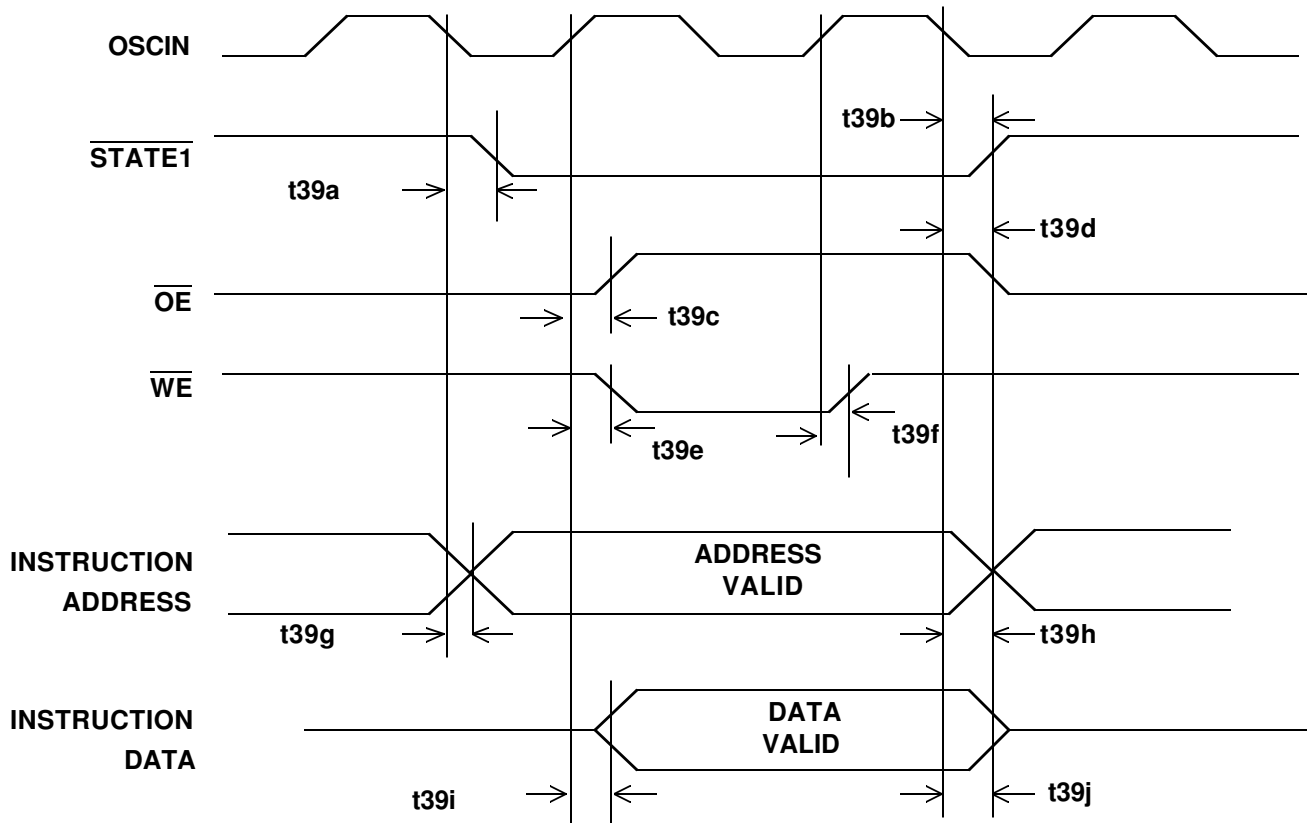 OSCIN
t39b
STATE1
t39a
t39d
OE
t39c
WE
t39f
t39e
INSTRUCTION
ADDRESS
ADDRESS
VALID
t39g
t39h
INSTRUCTION
DATA
DATA
VALID
t39i
t39j